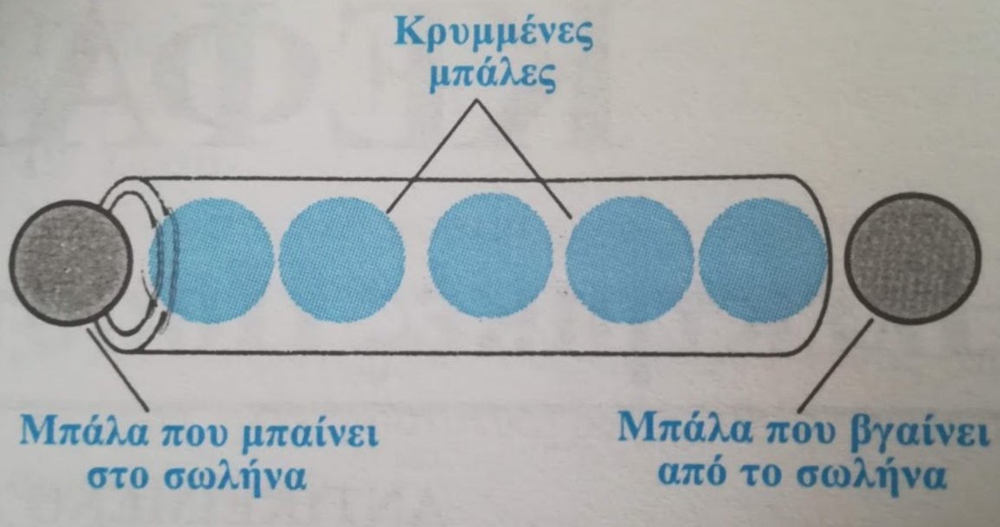 Κρυμμένες
μπάλες
Μπάλα που μπαίνει
στο σωλήνα
Μπάλα που βγαίνει
από το σωλήνα